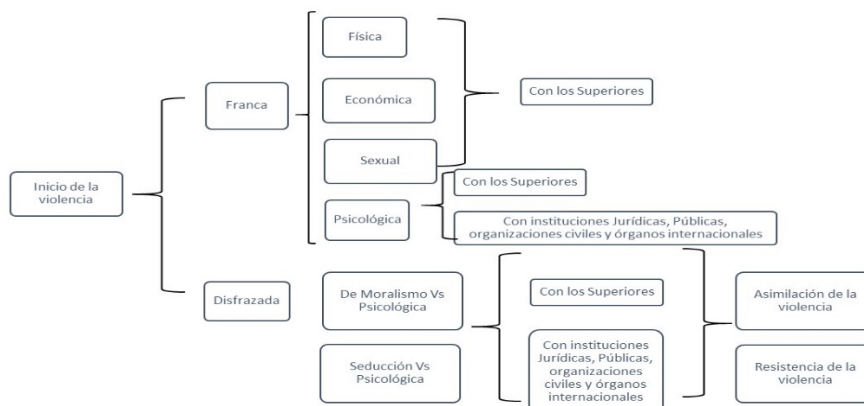 Inicio de la
violencia
Franca
Física
Económica
Sexual
Con los Superiores
Psicológica
Con los Superiores
Con instituciones Jurídicas, Públicas,
organizaciones civiles y órganos internacionales
Disfrazada
De Moralismo Vs
Psicológica
Seducción Vs
Psicológica
Con los Superiores
Con instituciones
Jurídicas, Públicas,
organizaciones
civiles y órganos
internacionales
Asimilación de la
violencia
Resistencia de la
violencia